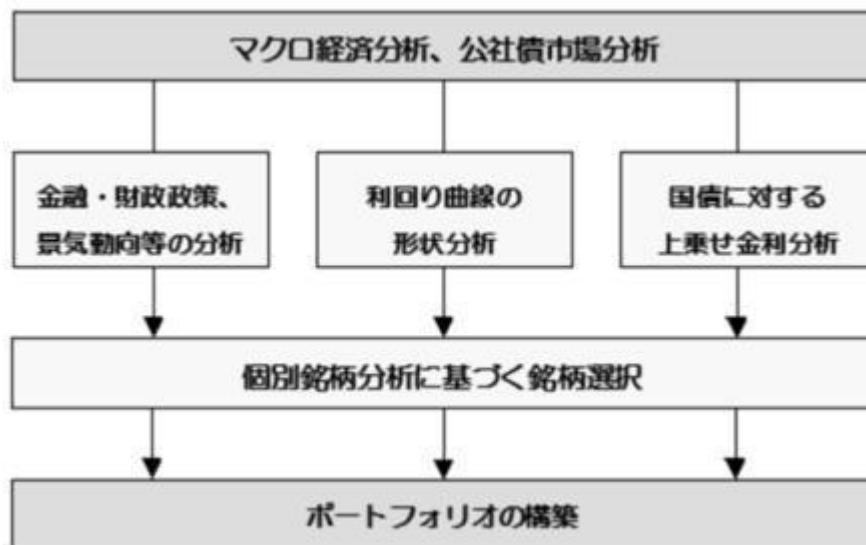 マクロ経済分析、公社債市場分析
金融・財政政策、
景気動向等の分析
利回り曲線の
形状分析
国債に対する
上乗せ金利分析
個別銘柄分析に基づく銘柄選択
ポートフォリオの構築